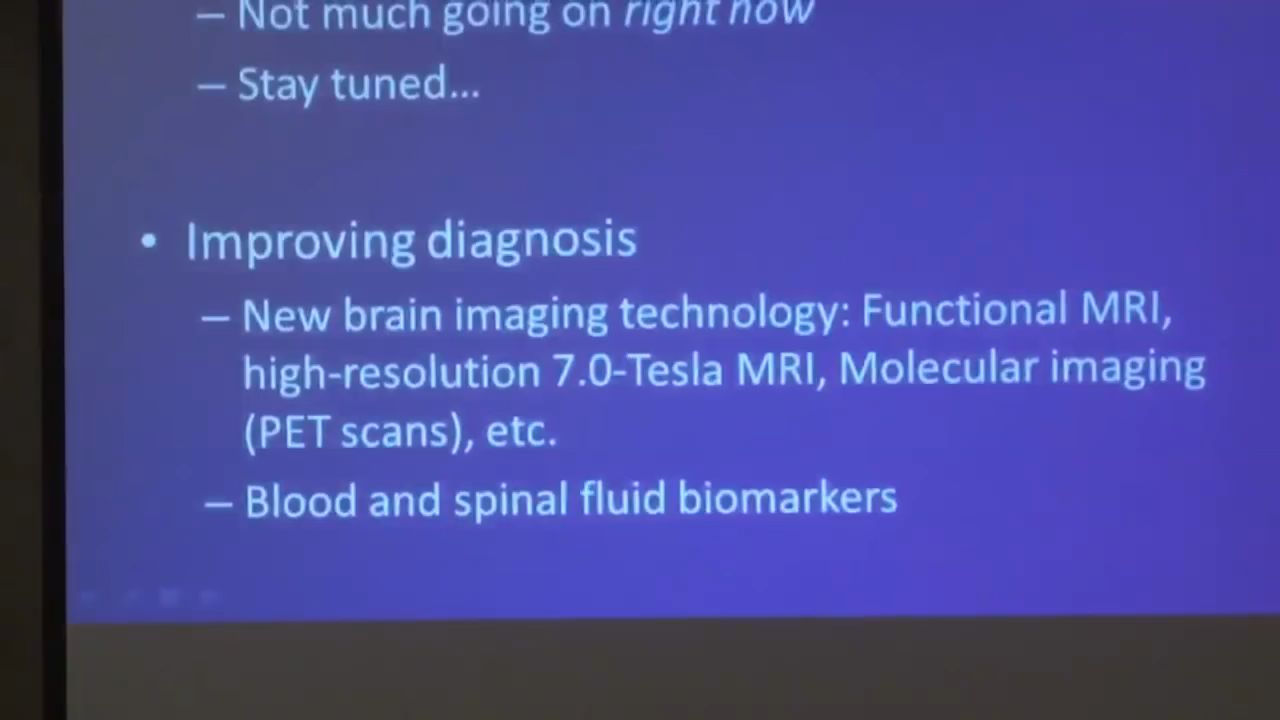 – Not much going on right now
– Stay tuned...
• Improving diagnosis
– New brain imaging technology: Functional MRI,
high-resolution 7.0-Tesla MRI, Molecular imaging
(PET scans), etc.
– Blood and spinal fluid biomarkers